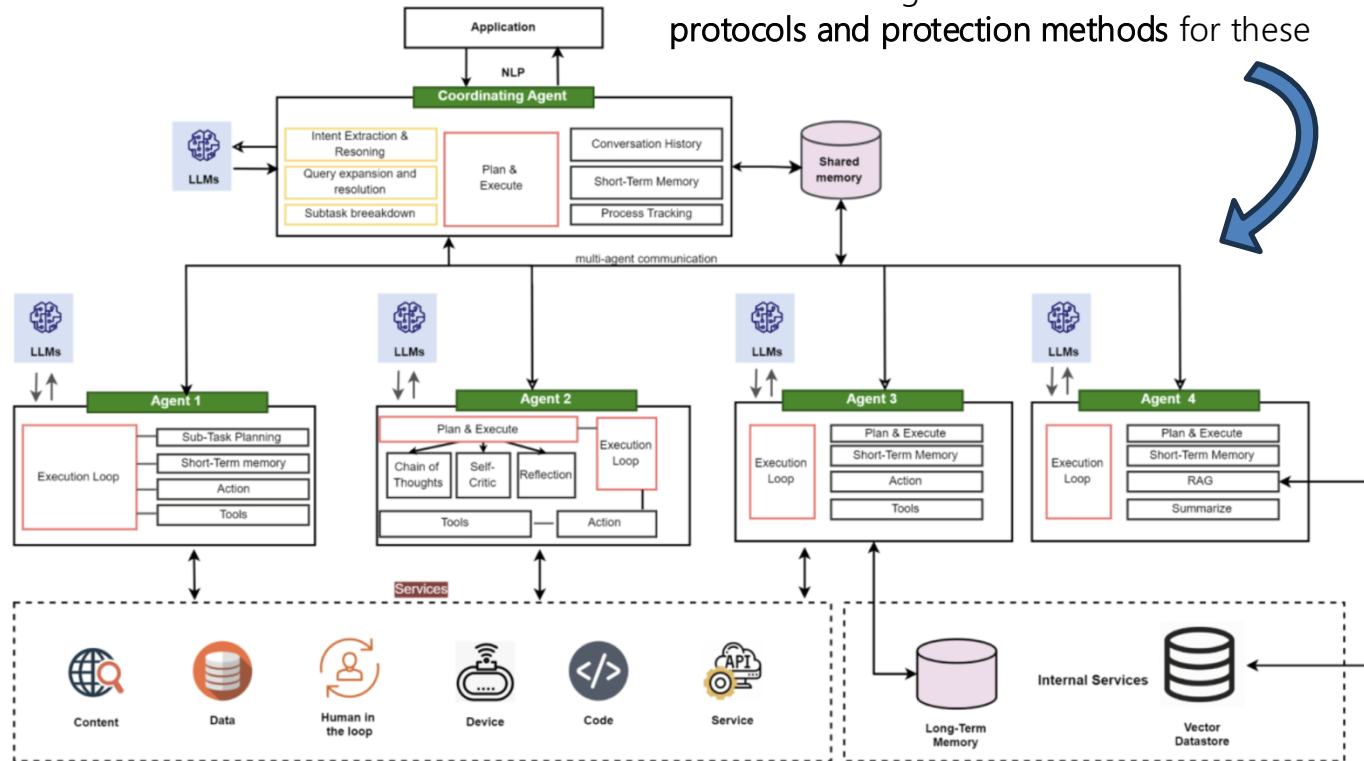 protocols and protection methods for these
Application
NLP
Coordinating Agent
LLMs
Intent Extraction &
Resoning
Query expansion and
resolution
Subtask breeakdown
Plan &
Execute
Conversation History
Short-Term Memory
Process Tracking
Shared
memory
multi-agent communication
LLMs
Agent 1
Execution Loop
Sub-Task Planning
Short-Term memory
Action
Tools
LLMs
Agent 2
Plan & Execute
Chain of
Thoughts
Self-
Critic
Reflection
Execution
Loop
Tools
Action
LLMs
Agent 3
Execution
Loop
Plan & Execute
Short-Term Memory
Action
Tools
LLMs
Agent 4
Execution
Loop
Plan & Execute
Short-Term Memory
RAG
Summarize
Services
Content
Data
Human in
the loop
Device
Code
API
Service
Long-Term
Memory
Internal Services
Vector
Datastore